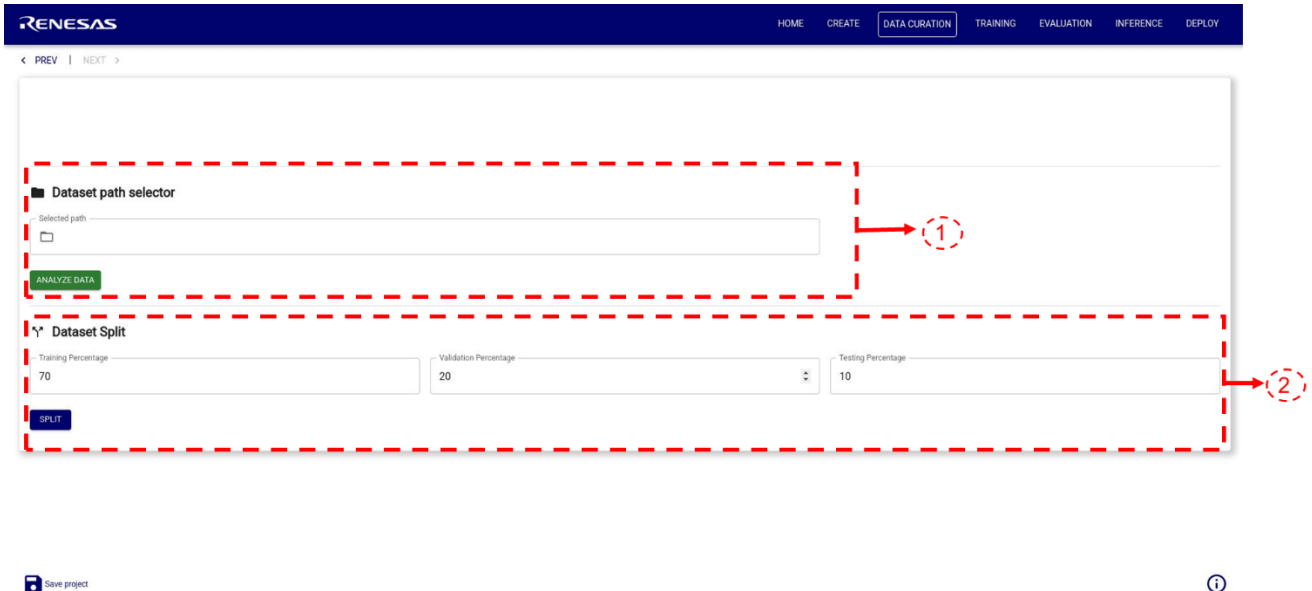 RENESAS
HOME CREATE DATA CURATION TRAINING EVALUATION INFERENCE DEPLOY
< PREV | NEXT >
Dataset path selector
Selected path
1
ANALYZE DATA
Dataset Split
Training Percentage Validation Percentage Testing Percentage
70 20 10
2
SPLIT
Save project